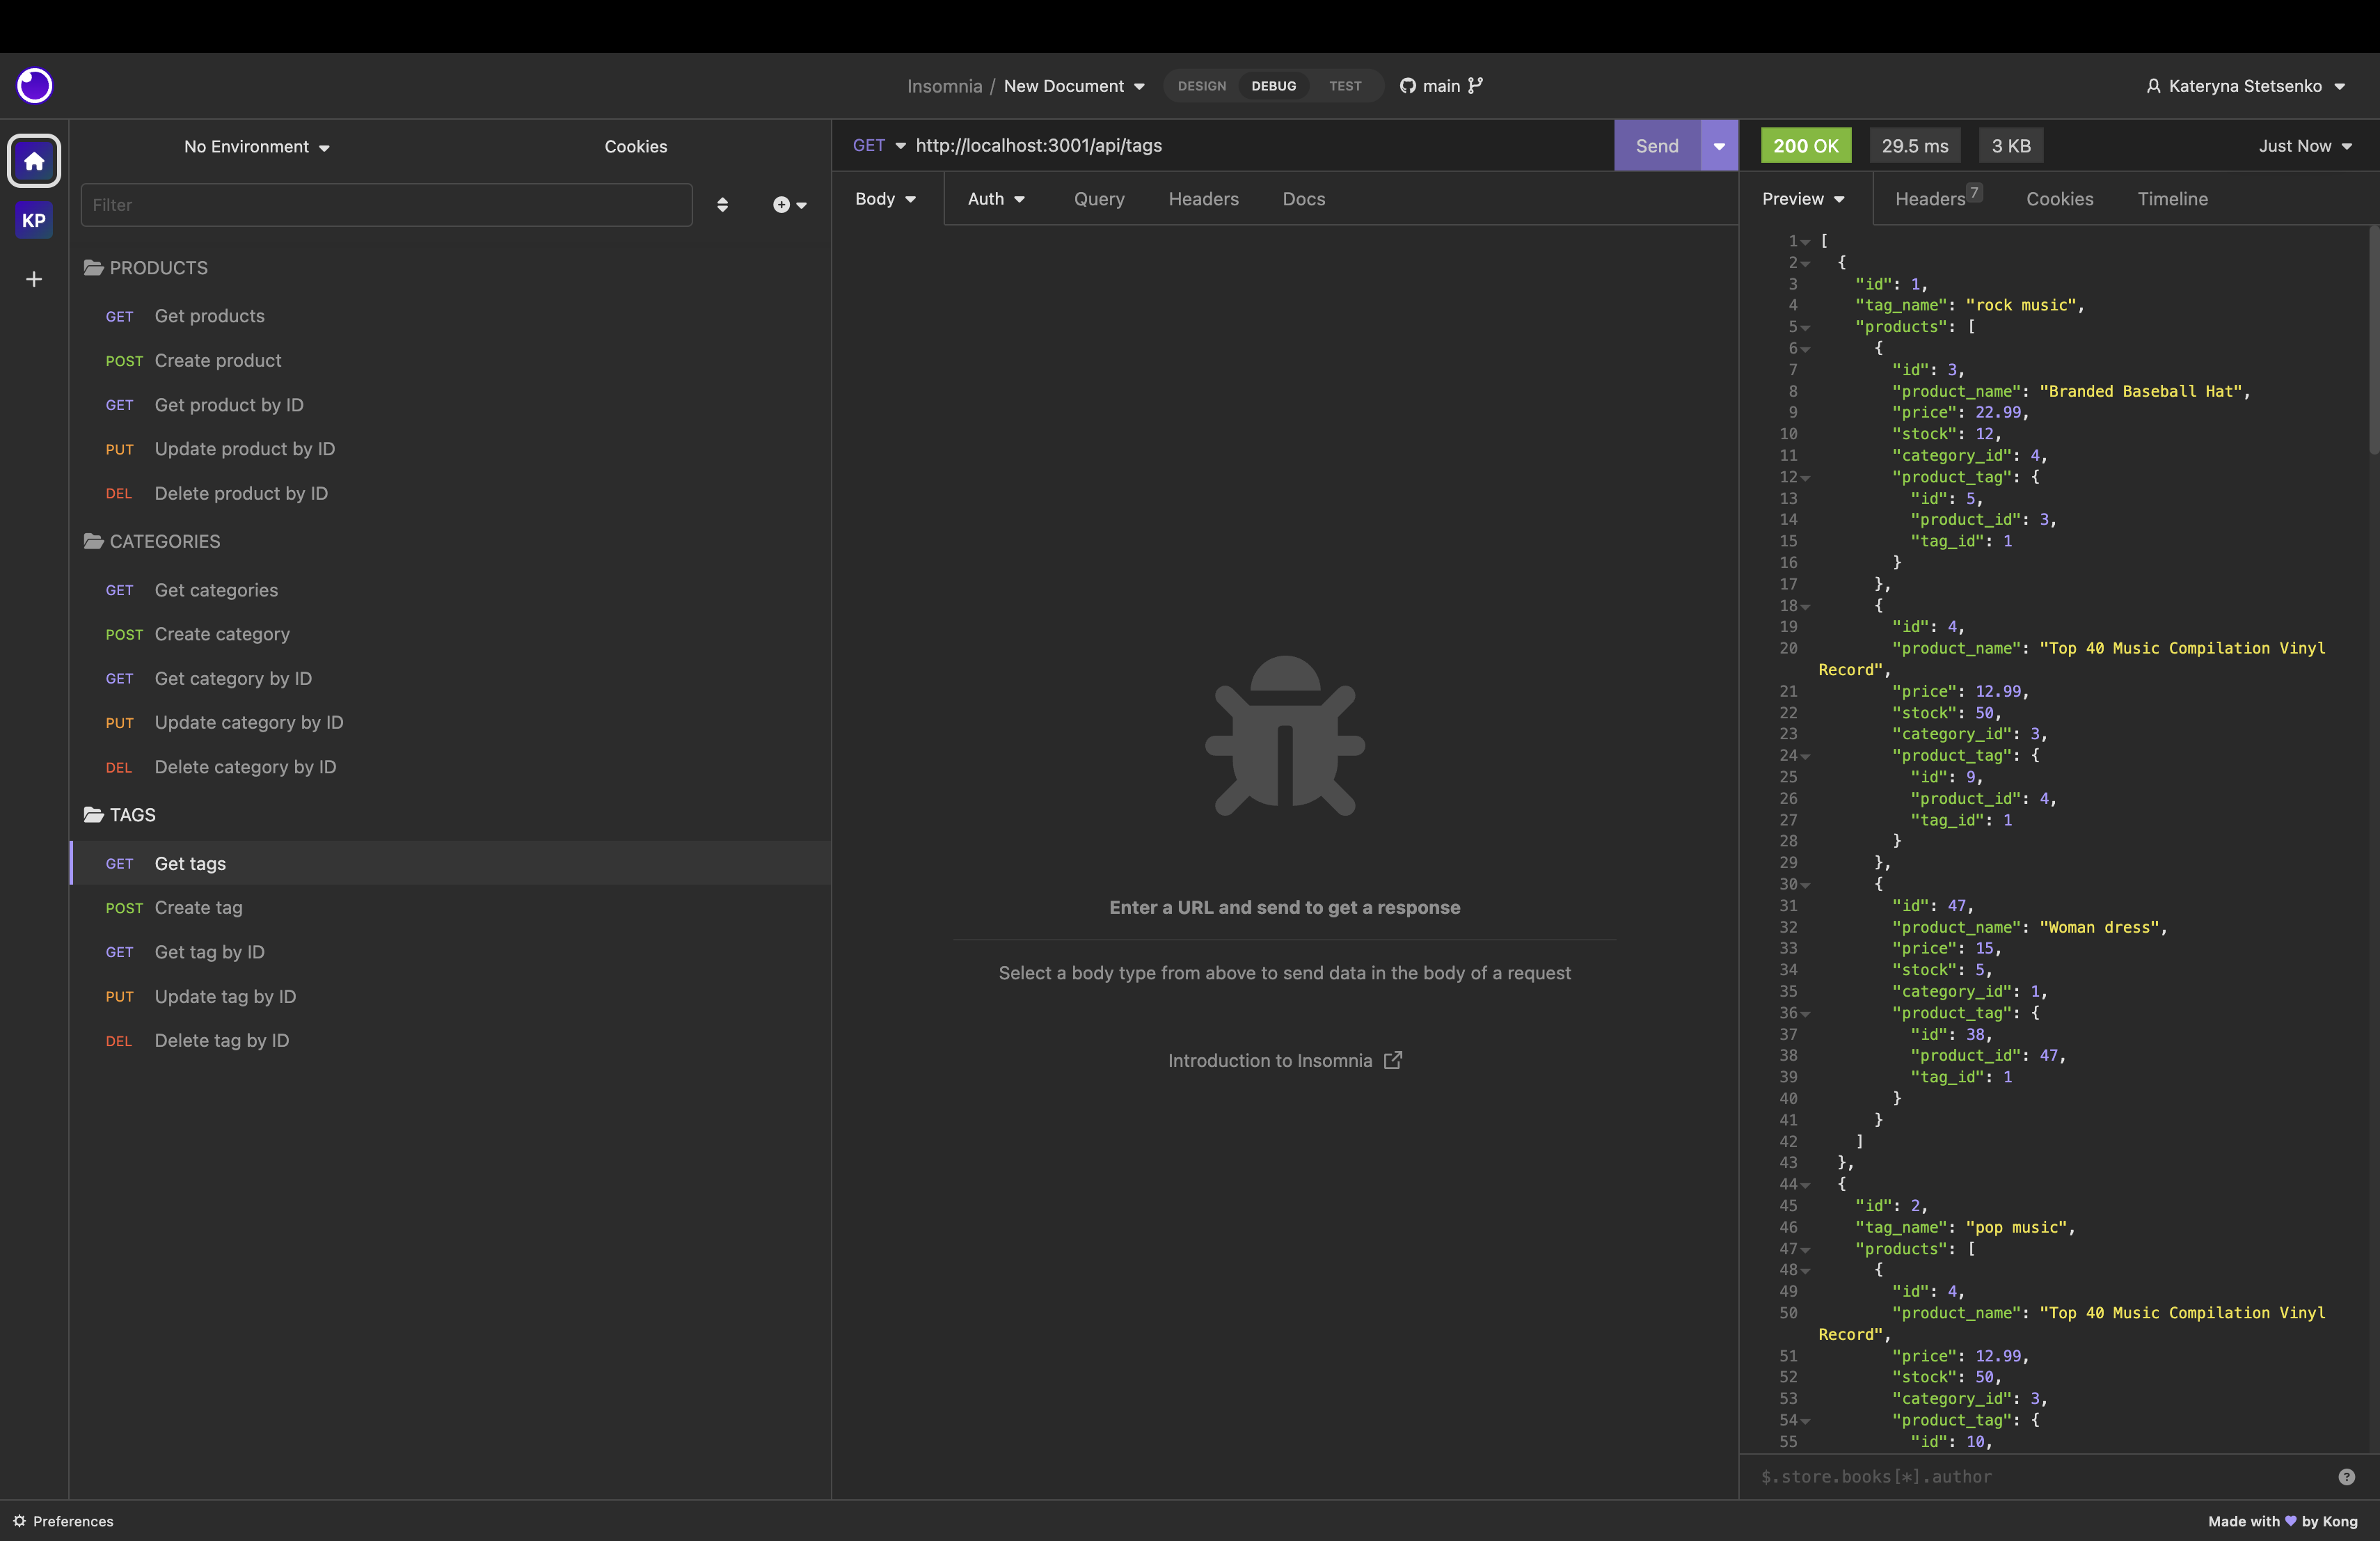 Insomnia / New Document
DESIGN DEBUG TEST
main
Kateryna Stetsenko
KP
No Environment
Cookies
Filter
PRODUCTS
GET Get products
POST Create product
GET Get product by ID
PUT Update product by ID
DEL Delete product by ID
CATEGORIES
GET Get categories
POST Create category
GET Get category by ID
PUT Update category by ID
DEL Delete category by ID
TAGS
GET Get tags
POST Create tag
GET Get tag by ID
PUT Update tag by ID
DEL Delete tag by ID
GET http://localhost:3001/api/tags
Send
Body Auth Query Headers Docs
Enter a URL and send to get a response
Select a body type from above to send data in the body of a request
Introduction to Insomnia
200 OK 29.5 ms 3 KB Just Now
Preview Headers 7 Cookies Timeline
1 [
2 {
3 "id": 1,
4 "tag_name": "rock music",
5 "products": [
6 {
7 "id": 3,
8 "product_name": "Branded Baseball Hat",
9 "price": 22.99,
10 "stock": 12,
11 "category_id": 4,
12 "product_tag": {
13 "id": 5,
14 "product_id": 3,
15 "tag_id": 1
16 }
17 },
18 {
19 "id": 4,
20 "product_name": "Top 40 Music Compilation Vinyl
Record",
21 "price": 12.99,
22 "stock": 50,
23 "category_id": 3,
24 "product_tag": {
25 "id": 9,
26 "product_id": 4,
27 "tag_id": 1
28 }
29 },
30 {
31 "id": 47,
32 "product_name": "Woman dress",
33 "price": 15,
34 "stock": 5,
35 "category_id": 1,
36 "product_tag": {
37 "id": 38,
38 "product_id": 47,
39 "tag_id": 1
40 }
41 }
42 ]
43 },
44 {
45 "id": 2,
46 "tag_name": "pop music",
47 "products": [
48 {
49 "id": 4,
50 "product_name": "Top 40 Music Compilation Vinyl
Record",
51 "price": 12.99,
52 "stock": 50,
53 "category_id": 3,
54 "product_tag": {
55 "id": 10,
$.store.books[*].author
Preferences
Made with by Kong